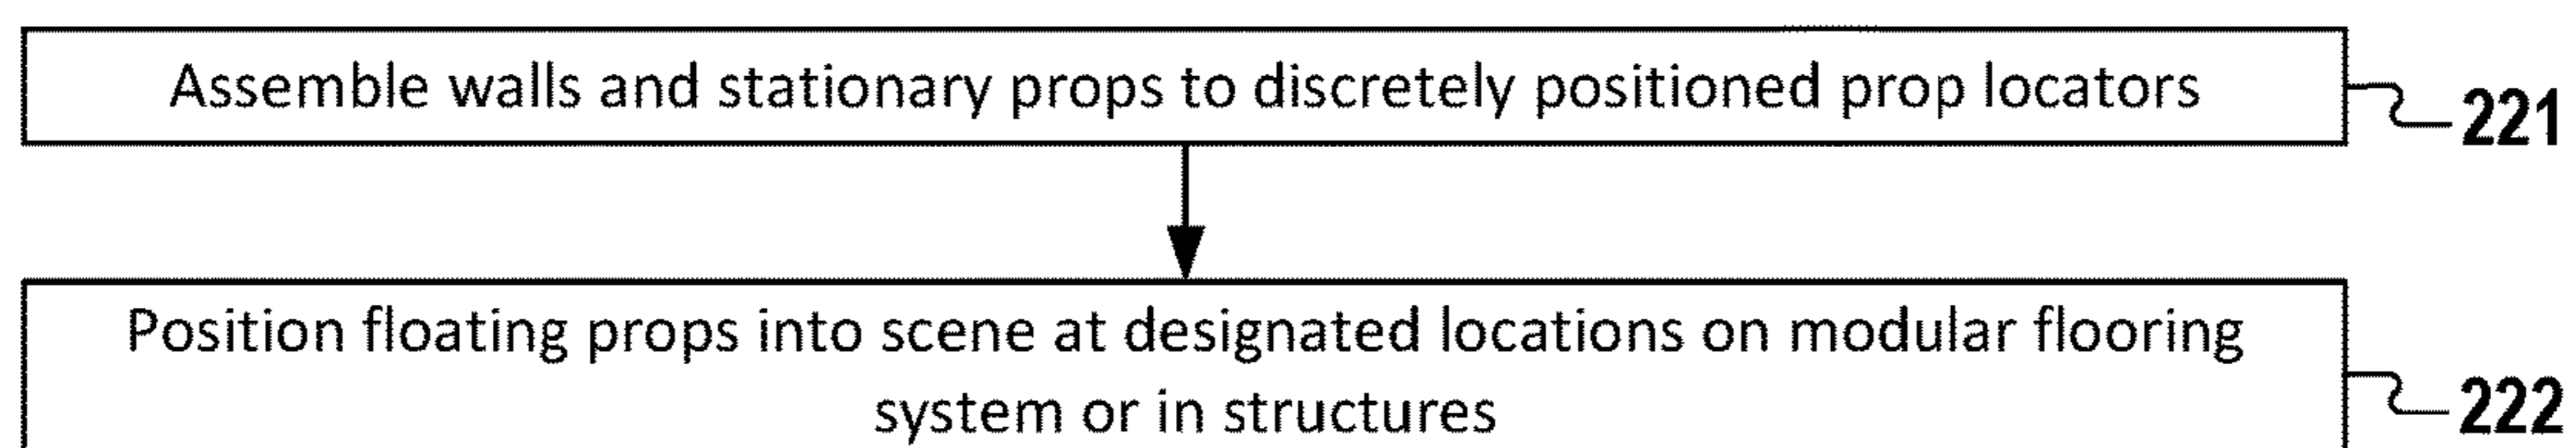 Assemble walls and stationary props to discretely positioned prop locators
221
Position floating props into scene at designated locations on modular flooring
system or in structures
222